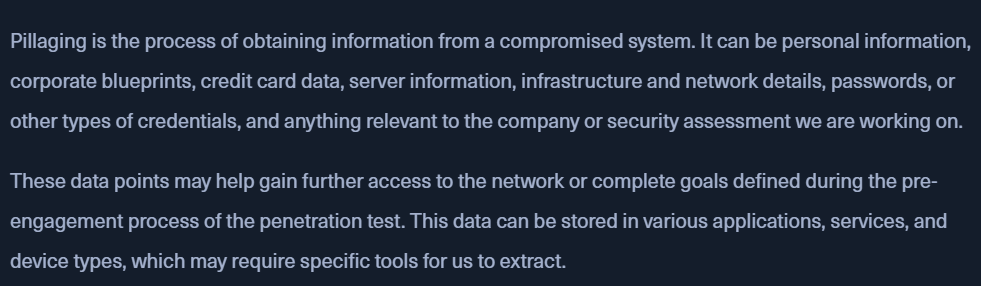 Pillaging is the process of obtaining information from a compromised system. It can be personal information,
corporate blueprints, credit card data, server information, infrastructure and network details, passwords, or
other types of credentials, and anything relevant to the company or security assessment we are working on.
These data points may help gain further access to the network or complete goals defined during the pre-
engagement process of the penetration test. This data can be stored in various applications, services, and
device types, which may require specific tools for us to extract.